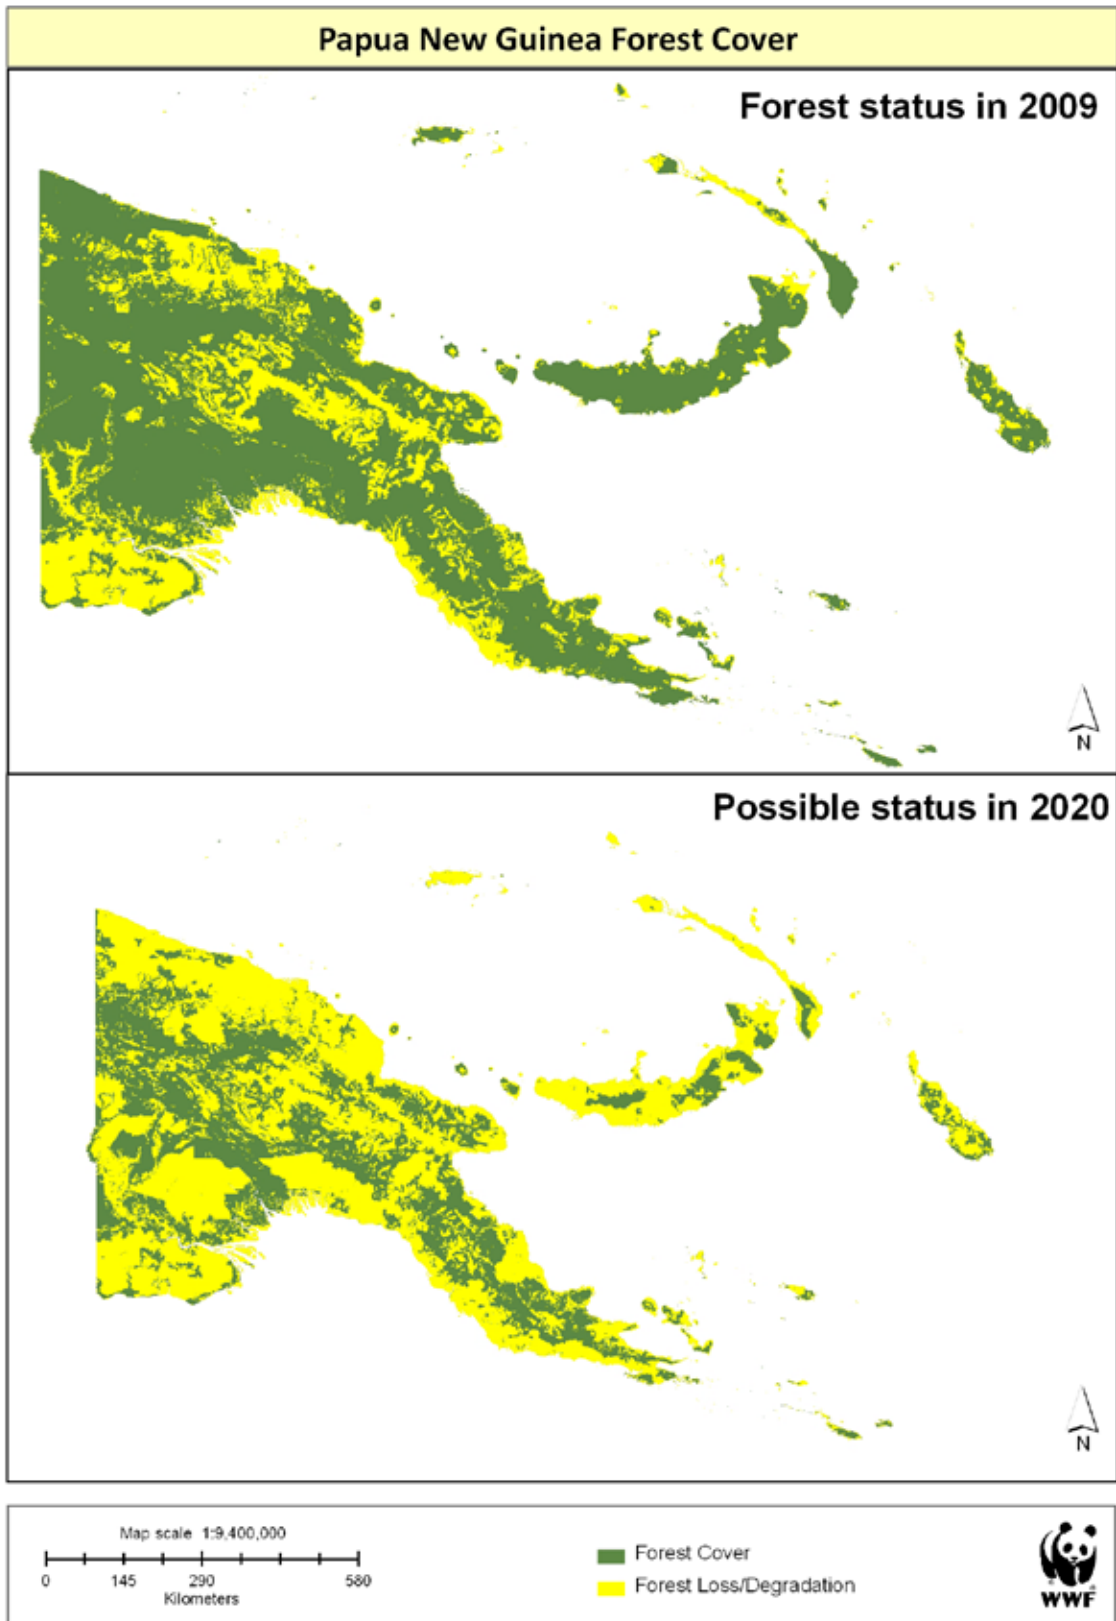 Papua New Guinea Forest Cover
Forest status in 2009
N
Possible status in 2020
N
Map scale 1:9,400,000
0 145 290 580
Kilometers
Forest Cover
Forest Loss/Degradation
WWF